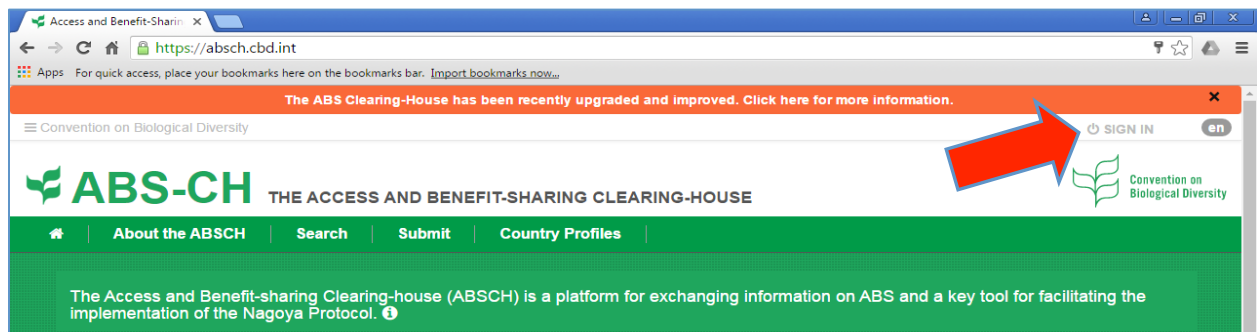 Access and Benefit-Sharin
https://absch.cbd.int
Apps For quick access, place your bookmarks here on the bookmarks bar. Import bookmarks now...
The ABS Clearing-House has been recently upgraded and improved. Click here for more information.
Convention on Biological Diversity
SIGN IN en
ABS-CH THE ACCESS AND BENEFIT-SHARING CLEARING-HOUSE
Convention on
Biological Diversity
About the ABSCH Search Submit Country Profiles
The Access and Benefit-sharing Clearing-house (ABSCH) is a platform for exchanging information on ABS and a key tool for facilitating the
implementation of the Nagoya Protocol.